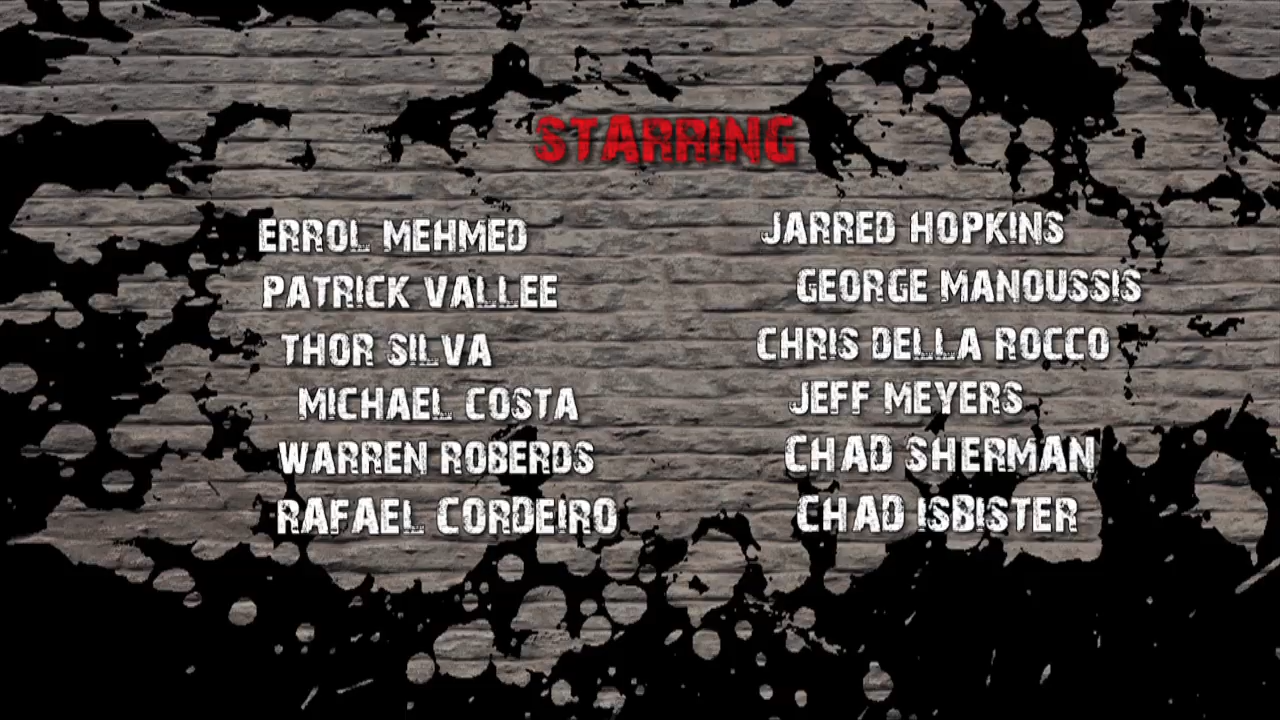 STARRING
ERROL MEHMED
PATRICK VALLEE
THOR SILVA
MICHAEL COSTA
WARREN ROBERDS
RAFAEL CORDEIRO
JARRED HOPKINS
GEORGE MANOUSSIS
CHRIS DELLA ROCCO
JEFF MEYERS
CHAD SHERMAN
CHAD ISBISTER